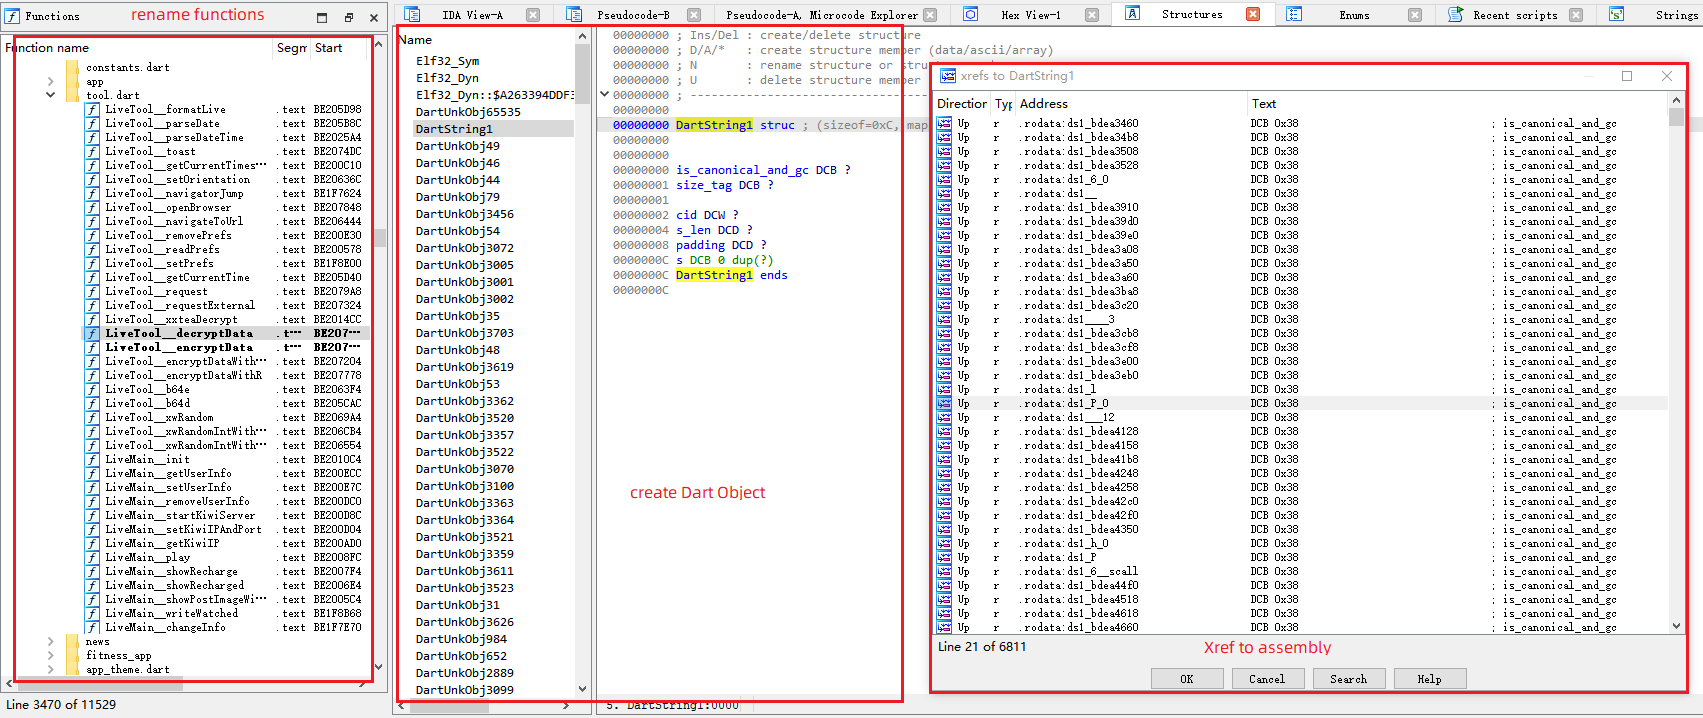 Functions
rename functions
IDA View-A
Pseudocode-B
Pseudocode-A, Microcode Explorer
Hex View-1
Structures
Enums
Recent scripts
Strings
Function name
Segm
Start
constants.dart
app
tool.dart
LiveTool__formatLive .text BE205D98
LiveTool__parseDate .text BE205B8C
LiveTool__parseDateTime .text BE2025A4
LiveTool__toast .text BE2074DC
LiveTool__getCurrentTimes··· .text BE200C10
LiveTool__setOrientation .text BE20636C
LiveTool__navigatorJump .text BE1F7624
LiveTool__openBrowser .text BE207848
LiveTool__navigateToUrl .text BE206444
LiveTool__removePrefs .text BE200E30
LiveTool__readPrefs .text BE200578
LiveTool__setPrefs .text BE1F8E00
LiveTool__getCurrentTime .text BE205D40
LiveTool__request .text BE2079A8
LiveTool__requestExternal .text BE207324
LiveTool__xxteaDecrypt .text BE2014CC
LiveTool__decryptData .t··· BE207···
LiveTool__encryptData .t··· BE207···
LiveTool__encryptDataWith··· .text BE207204
LiveTool__encryptDataWithR .text BE207778
LiveTool__b64e .text BE2063F4
LiveTool__b64d .text BE205CAC
LiveTool__xwRandom .text BE2069A4
LiveTool__xwRandomIntWith··· .text BE206CB4
LiveTool__xwRandomIntWith··· .text BE206554
LiveMain__init .text BE2010C4
LiveMain__getUserInfo .text BE200ECC
LiveMain__setUserInfo .text BE200E7C
LiveMain__removeUserInfo .text BE200DC0
LiveMain__startKiwiServer .text BE200D8C
LiveMain__setKiwiIPAndPort .text BE200D04
LiveMain__getKiwiIP .text BE200AD0
LiveMain__play .text BE2008FC
LiveMain__showRecharge .text BE2007F4
LiveMain__showRecharged .text BE2006E4
LiveMain__showPostImageWi··· .text BE2005C4
LiveMain__writeWatched .text BE1F8B68
LiveMain__changeInfo .text BE1F7E70
news
fitness_app
app_theme.dart
Line 3470 of 11529
Name
Elf32_Sym
Elf32_Dyn
Elf32_Dyn::$A263394DDF3
DartUnkObj65535
DartString1
DartUnkObj49
DartUnkObj46
DartUnkObj44
DartUnkObj79
DartUnkObj3456
DartUnkObj54
DartUnkObj3072
DartUnkObj3005
DartUnkObj3001
DartUnkObj3002
DartUnkObj35
DartUnkObj3703
DartUnkObj48
DartUnkObj3619
DartUnkObj53
DartUnkObj3362
DartUnkObj3520
DartUnkObj3357
DartUnkObj3522
DartUnkObj3070
DartUnkObj3100
DartUnkObj3363
DartUnkObj3364
DartUnkObj3521
DartUnkObj3359
DartUnkObj3611
DartUnkObj3523
DartUnkObj31
DartUnkObj3626
DartUnkObj984
DartUnkObj652
DartUnkObj2889
DartUnkObj3099
00000000 ; Ins/Del : create/delete structure
00000000 ; D/A/* : create structure member (data/ascii/array)
00000000 ; N : rename structure or stru
00000000 ; U : delete structure member
00000000 ; ------------------------------
00000000
00000000 DartString1 struc ; (sizeof=0xC, map
00000000
00000000
00000000 is_canonical_and_gc DCB ?
00000001 size_tag DCB ?
00000001
00000002 cid DCW ?
00000004 s_len DCD ?
00000008 padding DCD ?
0000000C s DCB 0 dup(?)
0000000C DartString1 ends
0000000C
create Dart Object
5. DartString1:0000
xrefs to DartString1
Direction Typ Address Text
Up r .rodata:ds1_bdea3460 DCB 0x38 ; is_canonical_and_gc
Up r .rodata:ds1_bdea34b8 DCB 0x38 ; is_canonical_and_gc
Up r .rodata:ds1_bdea3508 DCB 0x38 ; is_canonical_and_gc
Up r .rodata:ds1_bdea3528 DCB 0x38 ; is_canonical_and_gc
Up r .rodata:ds1_6_0 DCB 0x38 ; is_canonical_and_gc
Up r .rodata:ds1__ DCB 0x38 ; is_canonical_and_gc
Up r .rodata:ds1_bdea3910 DCB 0x38 ; is_canonical_and_gc
Up r .rodata:ds1_bdea39d0 DCB 0x38 ; is_canonical_and_gc
Up r .rodata:ds1_bdea39e0 DCB 0x38 ; is_canonical_and_gc
Up r .rodata:ds1_bdea3a08 DCB 0x38 ; is_canonical_and_gc
Up r .rodata:ds1_bdea3a50 DCB 0x38 ; is_canonical_and_gc
Up r .rodata:ds1_bdea3a60 DCB 0x38 ; is_canonical_and_gc
Up r .rodata:ds1_bdea3ba8 DCB 0x38 ; is_canonical_and_gc
Up r .rodata:ds1_bdea3c20 DCB 0x38 ; is_canonical_and_gc
Up r .rodata:ds1____3 DCB 0x38 ; is_canonical_and_gc
Up r .rodata:ds1_bdea3cb8 DCB 0x38 ; is_canonical_and_gc
Up r .rodata:ds1_bdea3cf8 DCB 0x38 ; is_canonical_and_gc
Up r .rodata:ds1_bdea3e00 DCB 0x38 ; is_canonical_and_gc
Up r .rodata:ds1_bdea3eb0 DCB 0x38 ; is_canonical_and_gc
Up r .rodata:ds1_l DCB 0x38 ; is_canonical_and_gc
Up r .rodata:ds1_P_0 DCB 0x38 ; is_canonical_and_gc
Up r .rodata:ds1___12 DCB 0x38 ; is_canonical_and_gc
Up r .rodata:ds1_bdea4128 DCB 0x38 ; is_canonical_and_gc
Up r .rodata:ds1_bdea4158 DCB 0x38 ; is_canonical_and_gc
Up r .rodata:ds1_bdea41b8 DCB 0x38 ; is_canonical_and_gc
Up r .rodata:ds1_bdea4248 DCB 0x38 ; is_canonical_and_gc
Up r .rodata:ds1_bdea4258 DCB 0x38 ; is_canonical_and_gc
Up r .rodata:ds1_bdea42c0 DCB 0x38 ; is_canonical_and_gc
Up r .rodata:ds1_bdea42f0 DCB 0x38 ; is_canonical_and_gc
Up r .rodata:ds1_bdea4350 DCB 0x38 ; is_canonical_and_gc
Up r .rodata:ds1_h_0 DCB 0x38 ; is_canonical_and_gc
Up r .rodata:ds1_P DCB 0x38 ; is_canonical_and_gc
Up r .rodata:ds1_6__scall DCB 0x38 ; is_canonical_and_gc
Up r .rodata:ds1_bdea44f0 DCB 0x38 ; is_canonical_and_gc
Up r .rodata:ds1_bdea4518 DCB 0x38 ; is_canonical_and_gc
Up r .rodata:ds1_bdea4618 DCB 0x38 ; is_canonical_and_gc
Up r .rodata:ds1_bdea4660 DCB 0x38 ; is_canonical_and_gc
Line 21 of 6811
Xref to assembly
OK
Cancel
Search
Help